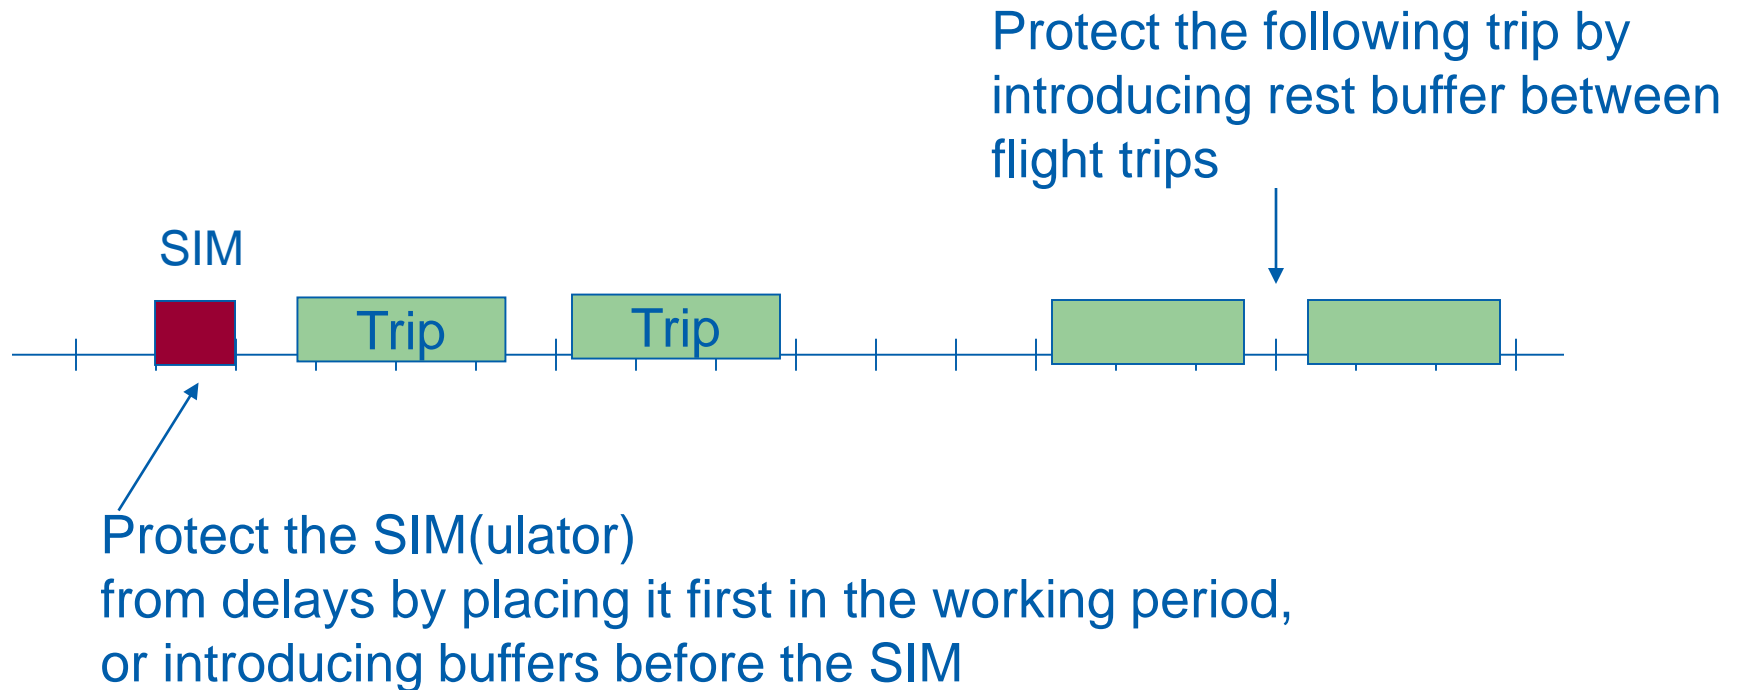 Protect the following trip by
introducing rest buffer between
flight trips
SIM
Trip
Trip
Protect the SIM(ulator)
from delays by placing it first in the working period,
or introducing buffers before the SIM